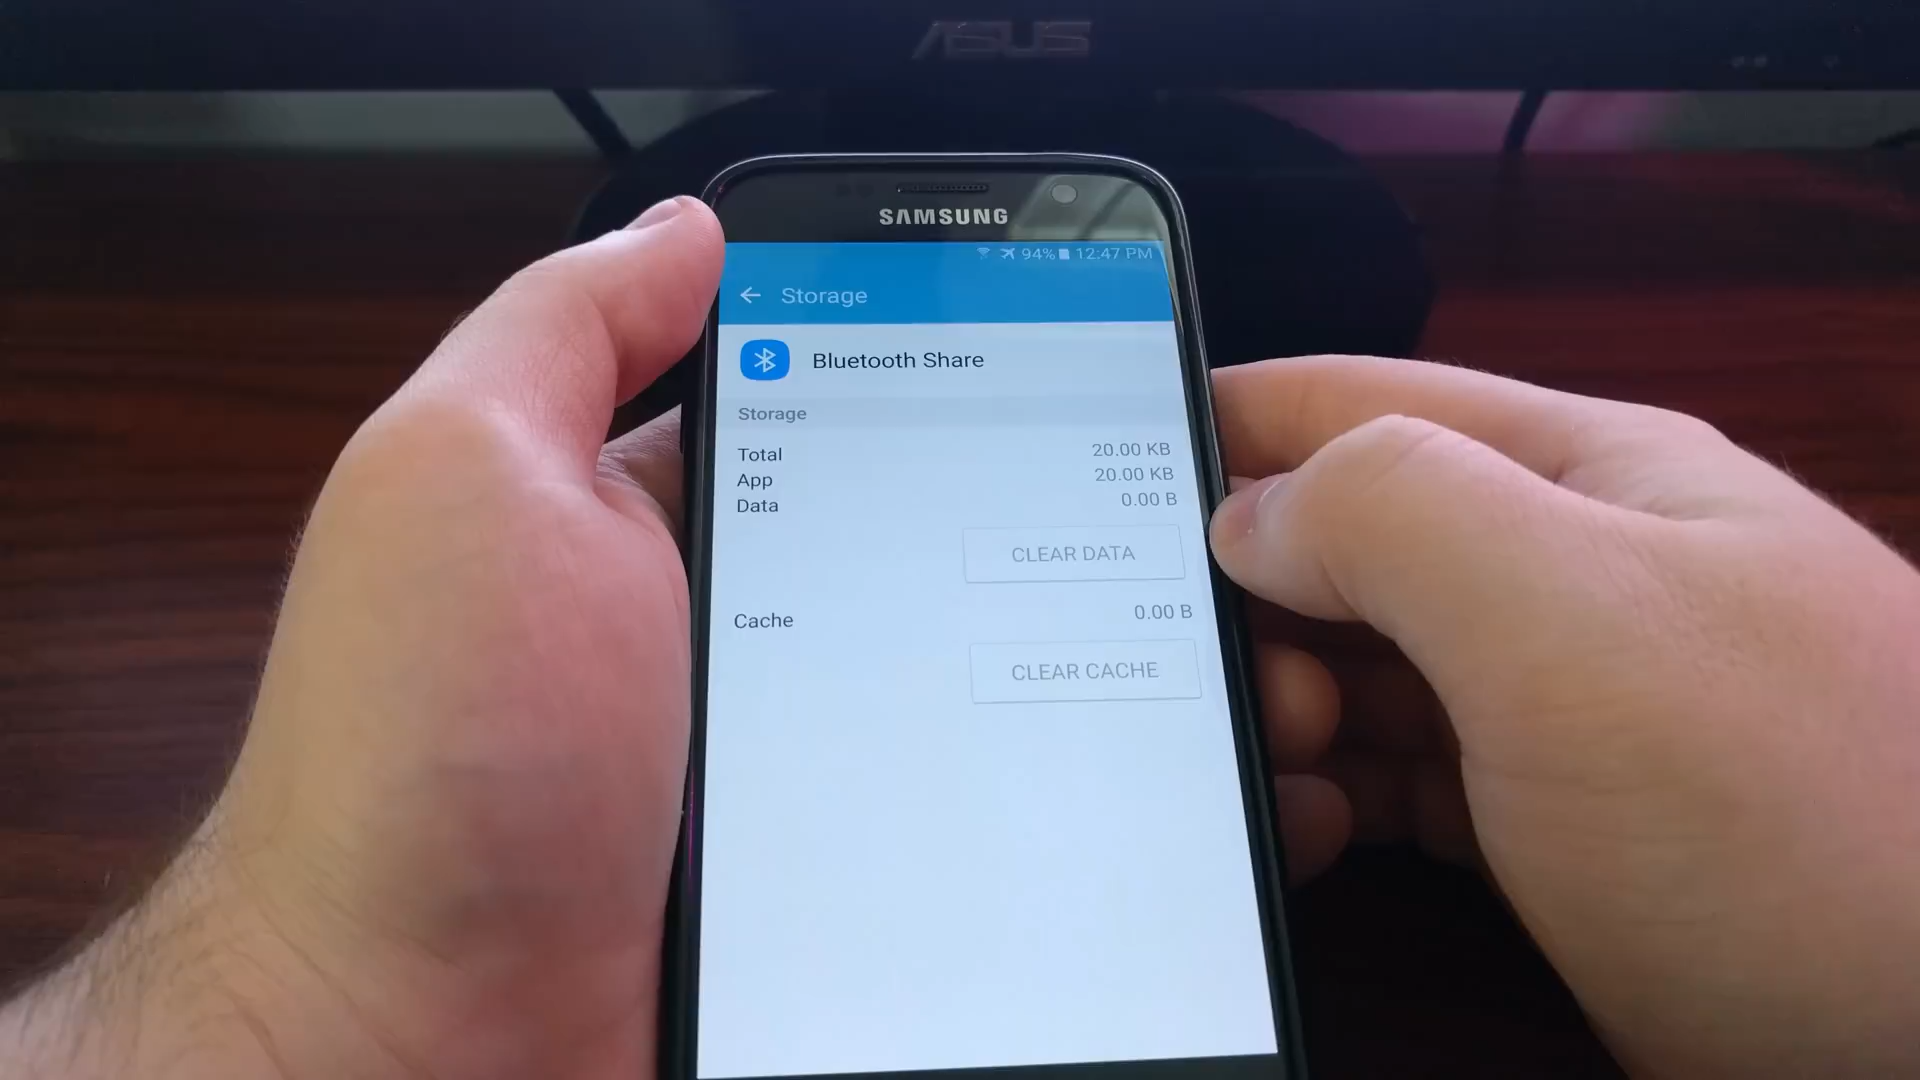 ASUS
SAMSUNG
94% 12:47 PM
Storage
Bluetooth Share
Storage
Total 20.00 KB
App 20.00 KB
Data 0.00 B
CLEAR DATA
Cache 0.00 B
CLEAR CACHE